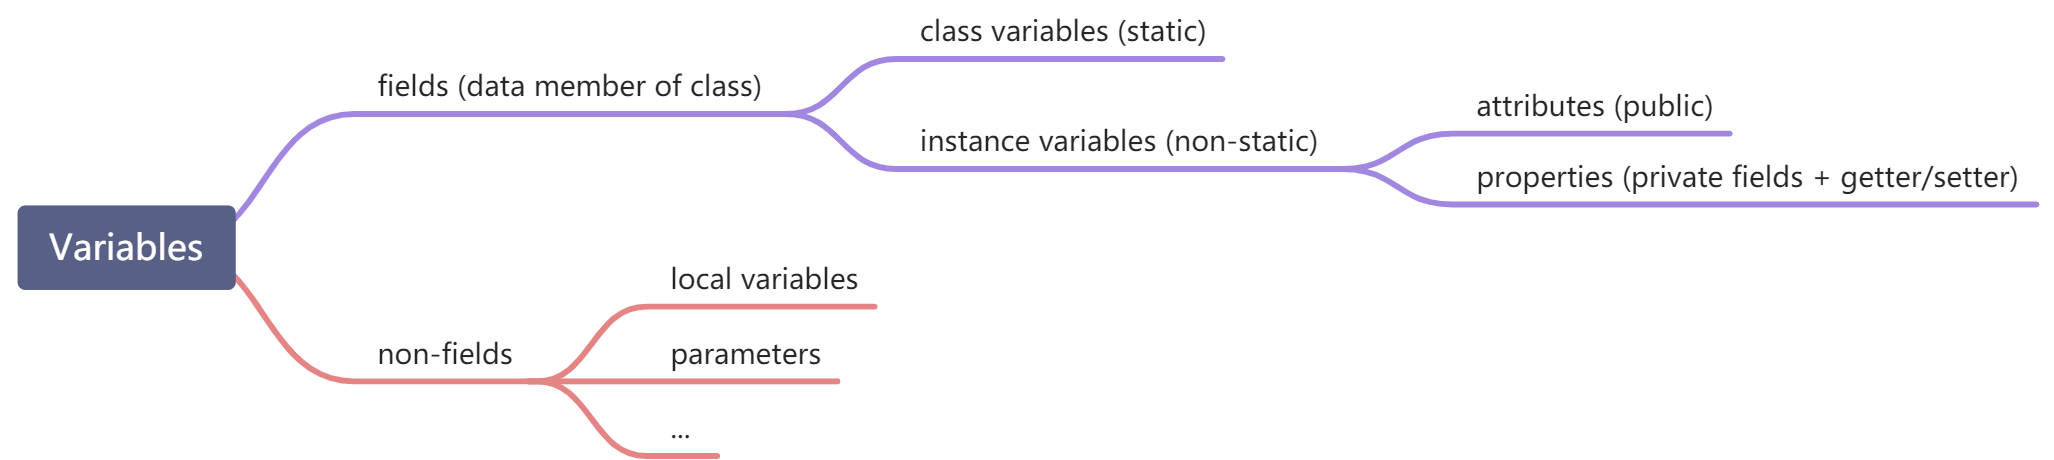 Variables
fields (data member of class)
class variables (static)
instance variables (non-static)
attributes (public)
properties (private fields + getter/setter)
non-fields
local variables
parameters
...